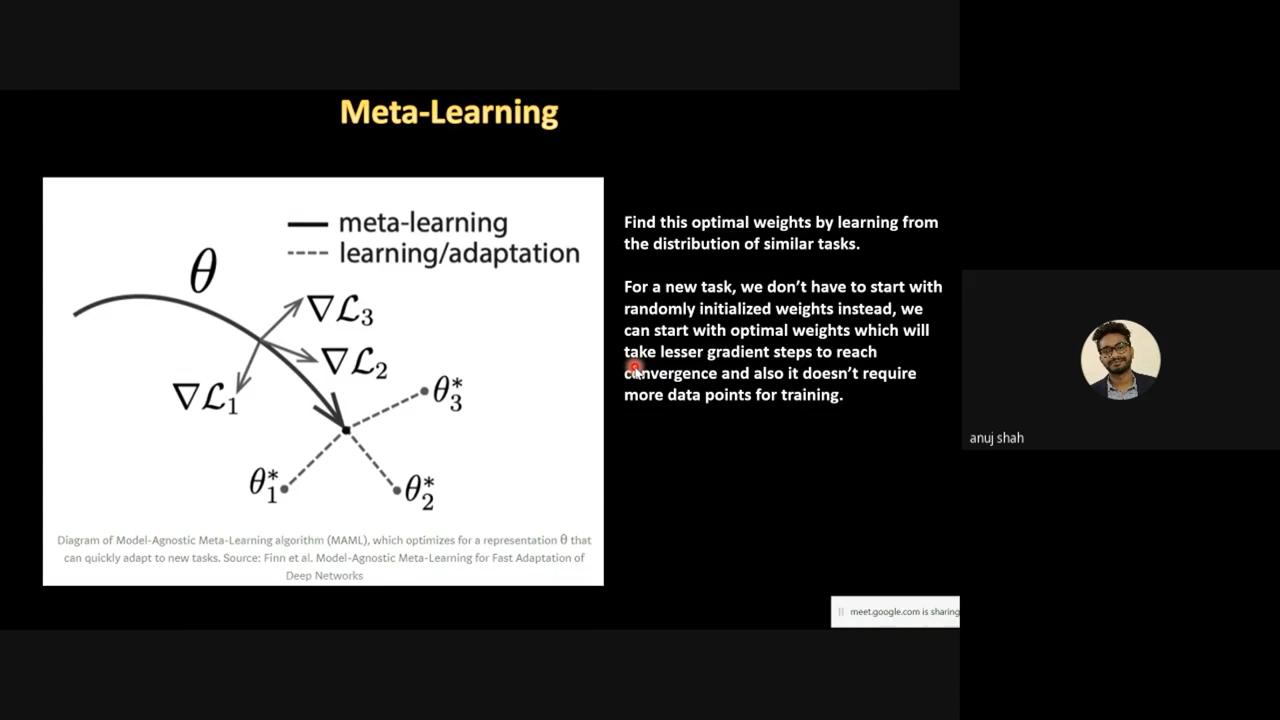 Meta-Learning
meta-learning
learning/adaptation
θ
∇ℒ₃
∇ℒ₂
∇ℒ₁
θ₃*
θ₁*
θ₂*
Diagram of Model-Agnostic Meta-Learning algorithm (MAML), which optimizes for a representation θ that
can quickly adapt to new tasks. Source: Finn et al. Model-Agnostic Meta-Learning for Fast Adaptation of
Deep Networks
Find this optimal weights by learning from
the distribution of similar tasks.
For a new task, we don't have to start with
randomly initialized weights instead, we
can start with optimal weights which will
take lesser gradient steps to reach
convergence and also it doesn't require
more data points for training.
anuj shah
meet.google.com is sharing